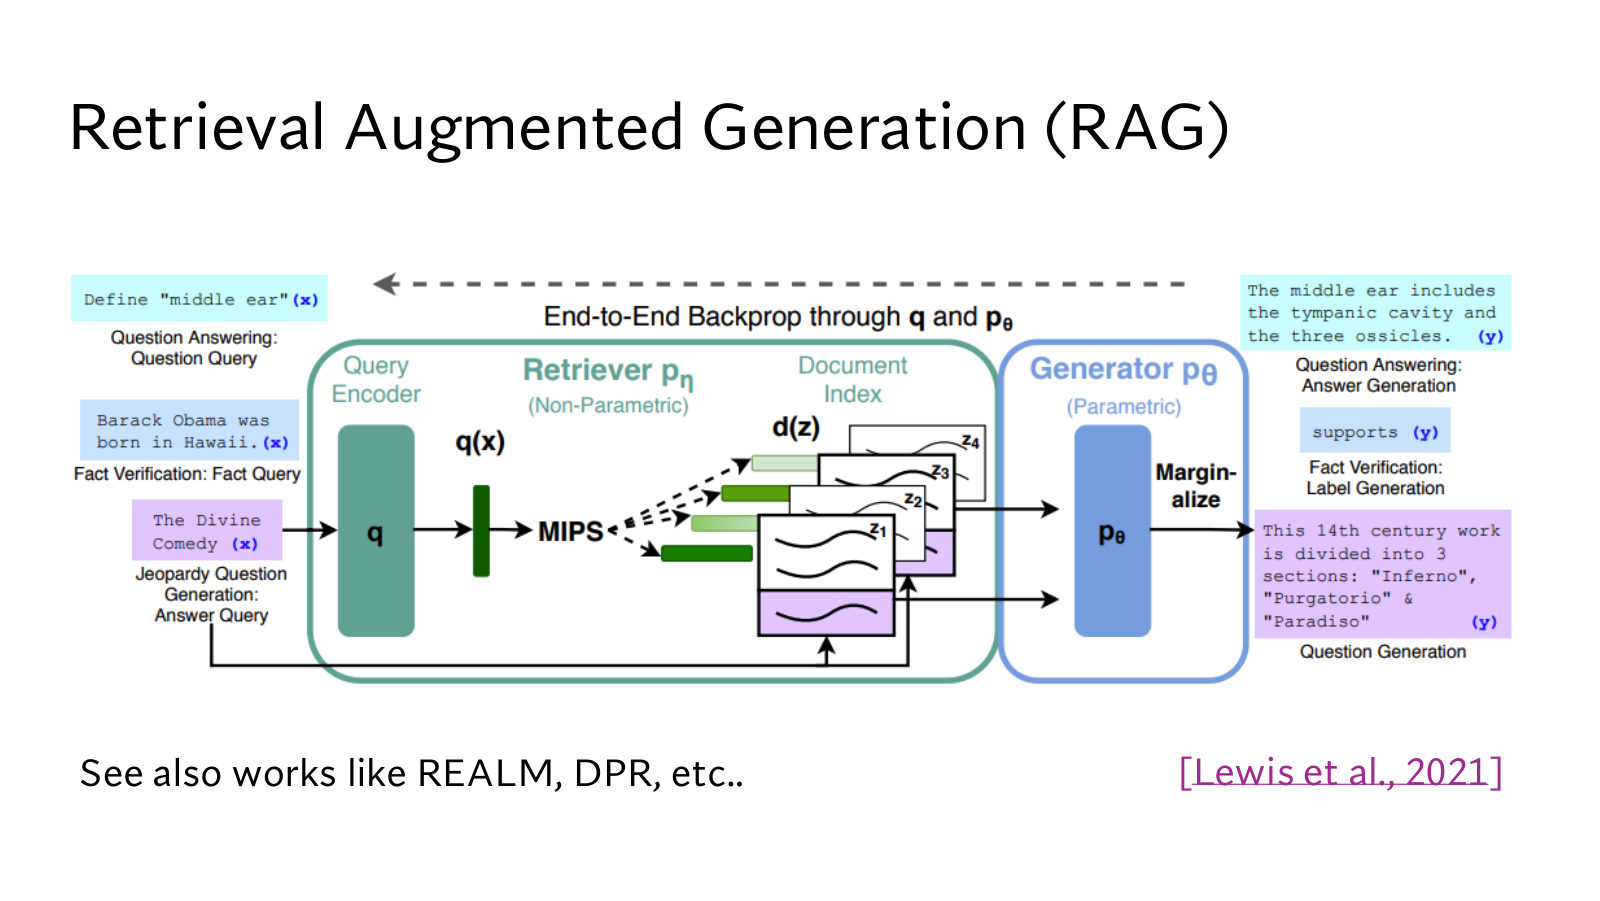 Retrieval Augmented Generation (RAG)
Define "middle ear" (x)
Question Answering:
Question Query
Barack Obama was
born in Hawaii. (x)
Fact Verification: Fact Query
The Divine
Comedy (x)
Jeopardy Question
Generation:
Answer Query
End-to-End Backprop through q and pθ
Query
Encoder
q
q(x)
Retriever pη
(Non-Parametric)
MIPS
Document
Index
d(z)
z4
z3
z2
z1
Generator pθ
(Parametric)
pθ
Margin-
alize
The middle ear includes
the tympanic cavity and
the three ossicles. (y)
Question Answering:
Answer Generation
supports (y)
Fact Verification:
Label Generation
This 14th century work
is divided into 3
sections: "Inferno",
"Purgatorio" &
"Paradiso" (y)
Question Generation
See also works like REALM, DPR, etc..
[Lewis et al., 2021]